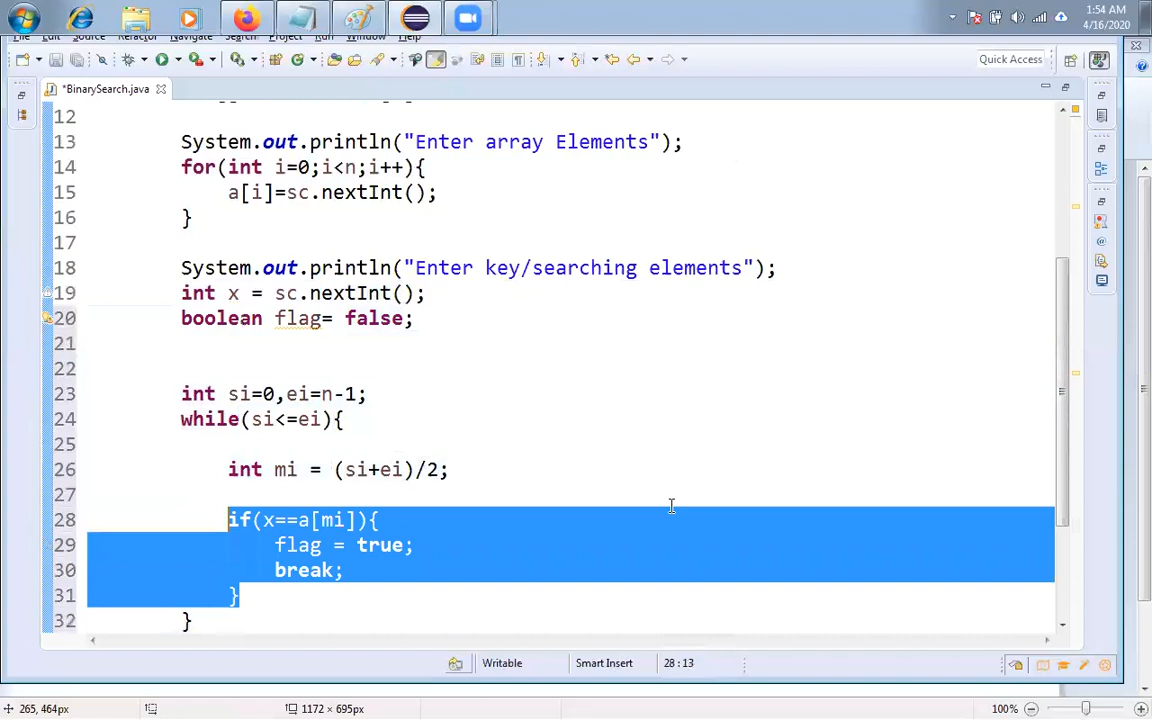 1:54 AM
4/16/2020
File Edit Source Refactor Navigate Search Project Run Window Help
Quick Access
*BinarySearch.java
12
13 System.out.println("Enter array Elements");
14 for(int i=0;i<n;i++){
15 a[i]=sc.nextInt();
16 }
17
18 System.out.println("Enter key/searching elements");
19 int x = sc.nextInt();
20 boolean flag= false;
21
22
23 int si=0,ei=n-1;
24 while(si<=ei){
25
26 int mi = (si+ei)/2;
27
28 if(x==a[mi]){
29 flag = true;
30 break;
31 }
32 }
Writable Smart Insert 28 : 13
265, 464px 1172 × 695px 100%